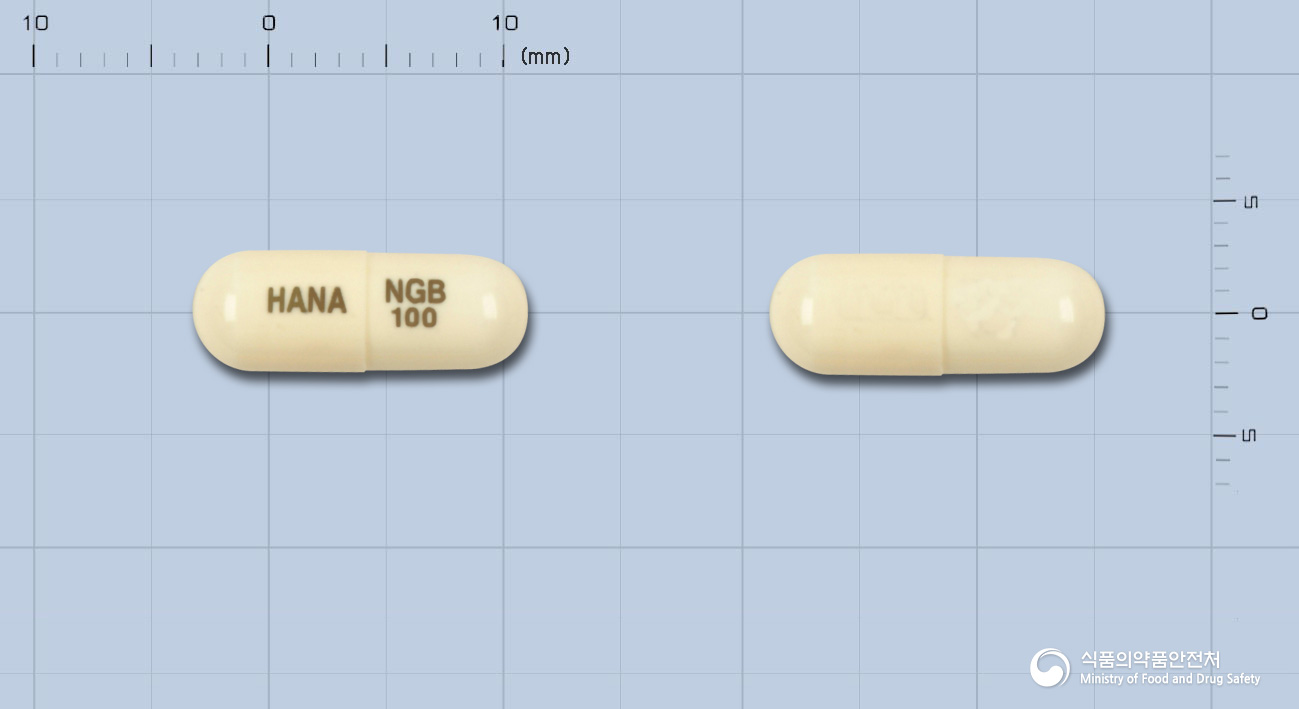 10 0 10
(mm)
HANA NGB
100
5
0
5
식품의약품안전처
Ministry of Food and Drug Safety